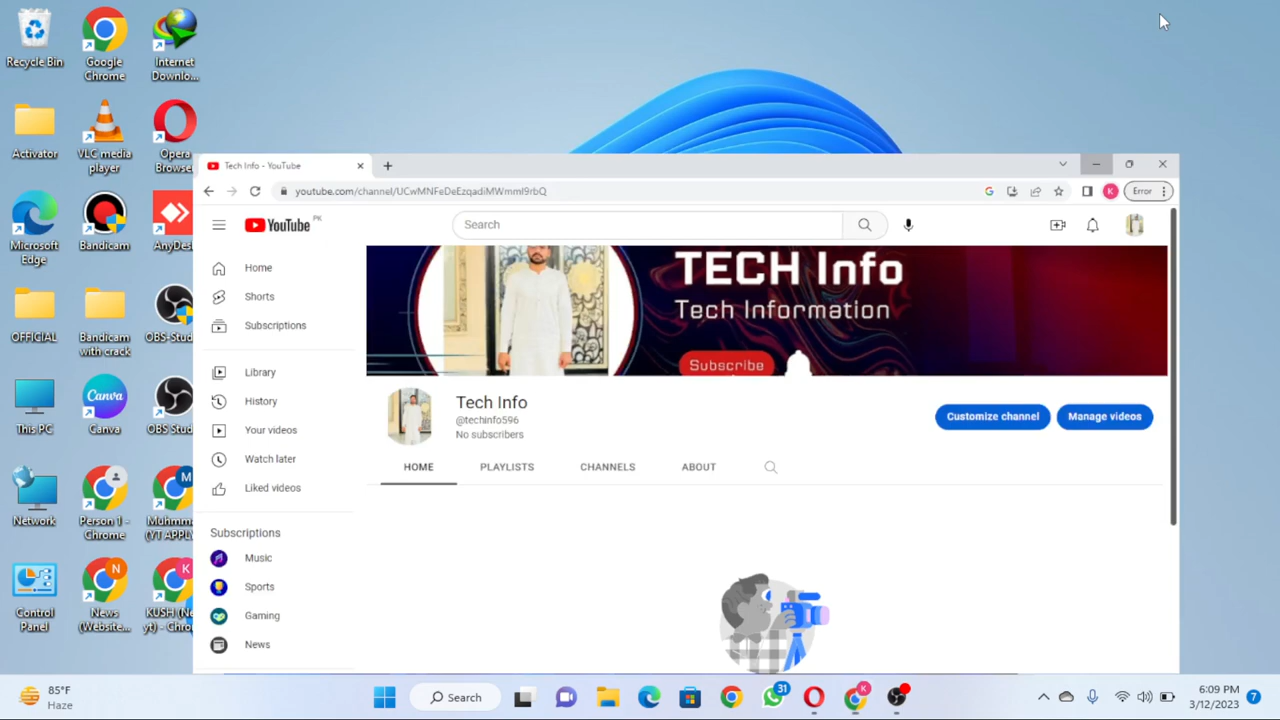 Recycle Bin
Google
Chrome
Internet
Downlo...
Activator
VLC media
player
Opera
Browse
Microsoft
Edge
Bandicam
AnyDes
OFFICIAL
Bandicam
with crack
OBS-Stud
This PC
Canva
OBS Stud
Network
Person 1 -
Chrome
M
Muhmma
(YT APPLY
Control
Panel
N
News
(Website...
K
KUSH (Ne
yt) - Chro
Tech Info - YouTube
youtube.com/channel/UCwMNFeDeEzqadiMWmmI9rbQ
G
K
Error
YouTube PK
Search
Home
Shorts
Subscriptions
Library
History
Your videos
Watch later
Liked videos
Subscriptions
Music
Sports
Gaming
News
TECH Info
Tech Information
Subscribe
Tech Info
@techinfo596
No subscribers
Customize channel
Manage videos
HOME
PLAYLISTS
CHANNELS
ABOUT
85°F
Haze
Search
31
K
6:09 PM
3/12/2023
7